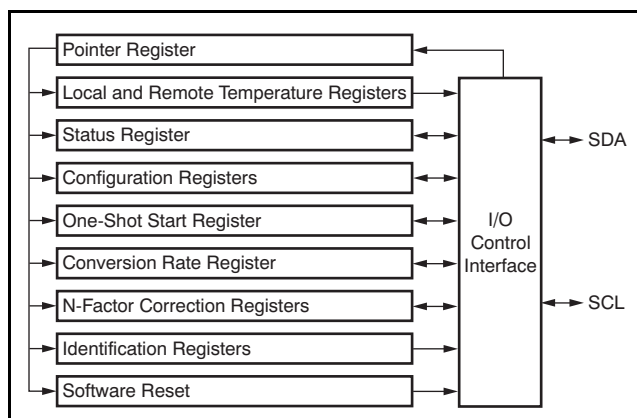 Pointer Register
Local and Remote Temperature Registers
Status Register
Configuration Registers
One-Shot Start Register
Conversion Rate Register
N-Factor Correction Registers
Identification Registers
Software Reset
I/O
Control
Interface
SDA
SCL